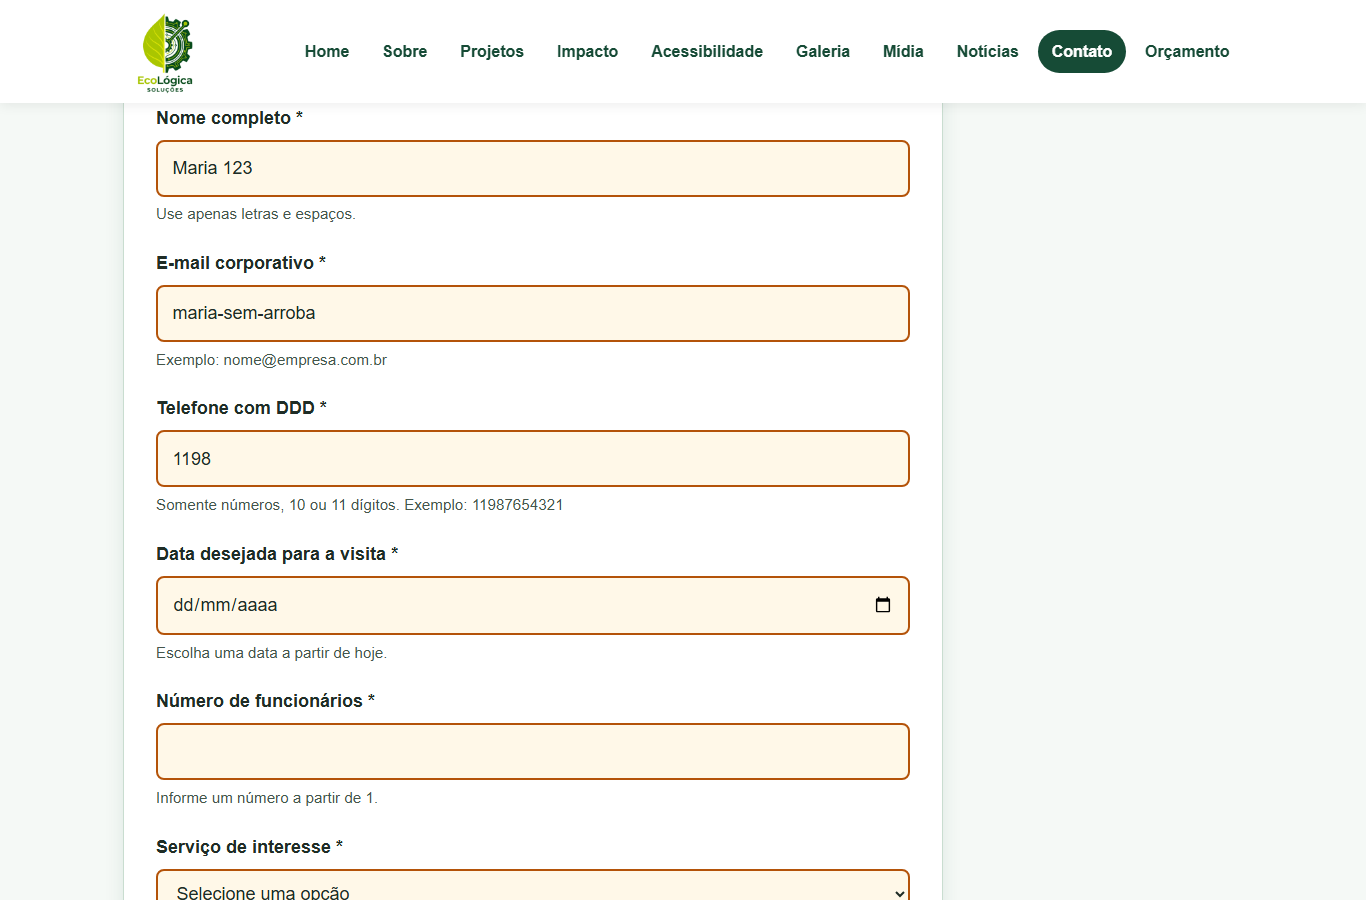 EcoLógica
SOLUÇÕES
Home Sobre Projetos Impacto Acessibilidade Galeria Mídia Notícias Contato Orçamento
Nome completo *
Maria 123
Use apenas letras e espaços.
E-mail corporativo *
maria-sem-arroba
Exemplo: nome@empresa.com.br
Telefone com DDD *
1198
Somente números, 10 ou 11 dígitos. Exemplo: 11987654321
Data desejada para a visita *
dd/mm/aaaa
Escolha uma data a partir de hoje.
Número de funcionários *
Informe um número a partir de 1.
Serviço de interesse *
Selecione uma opção